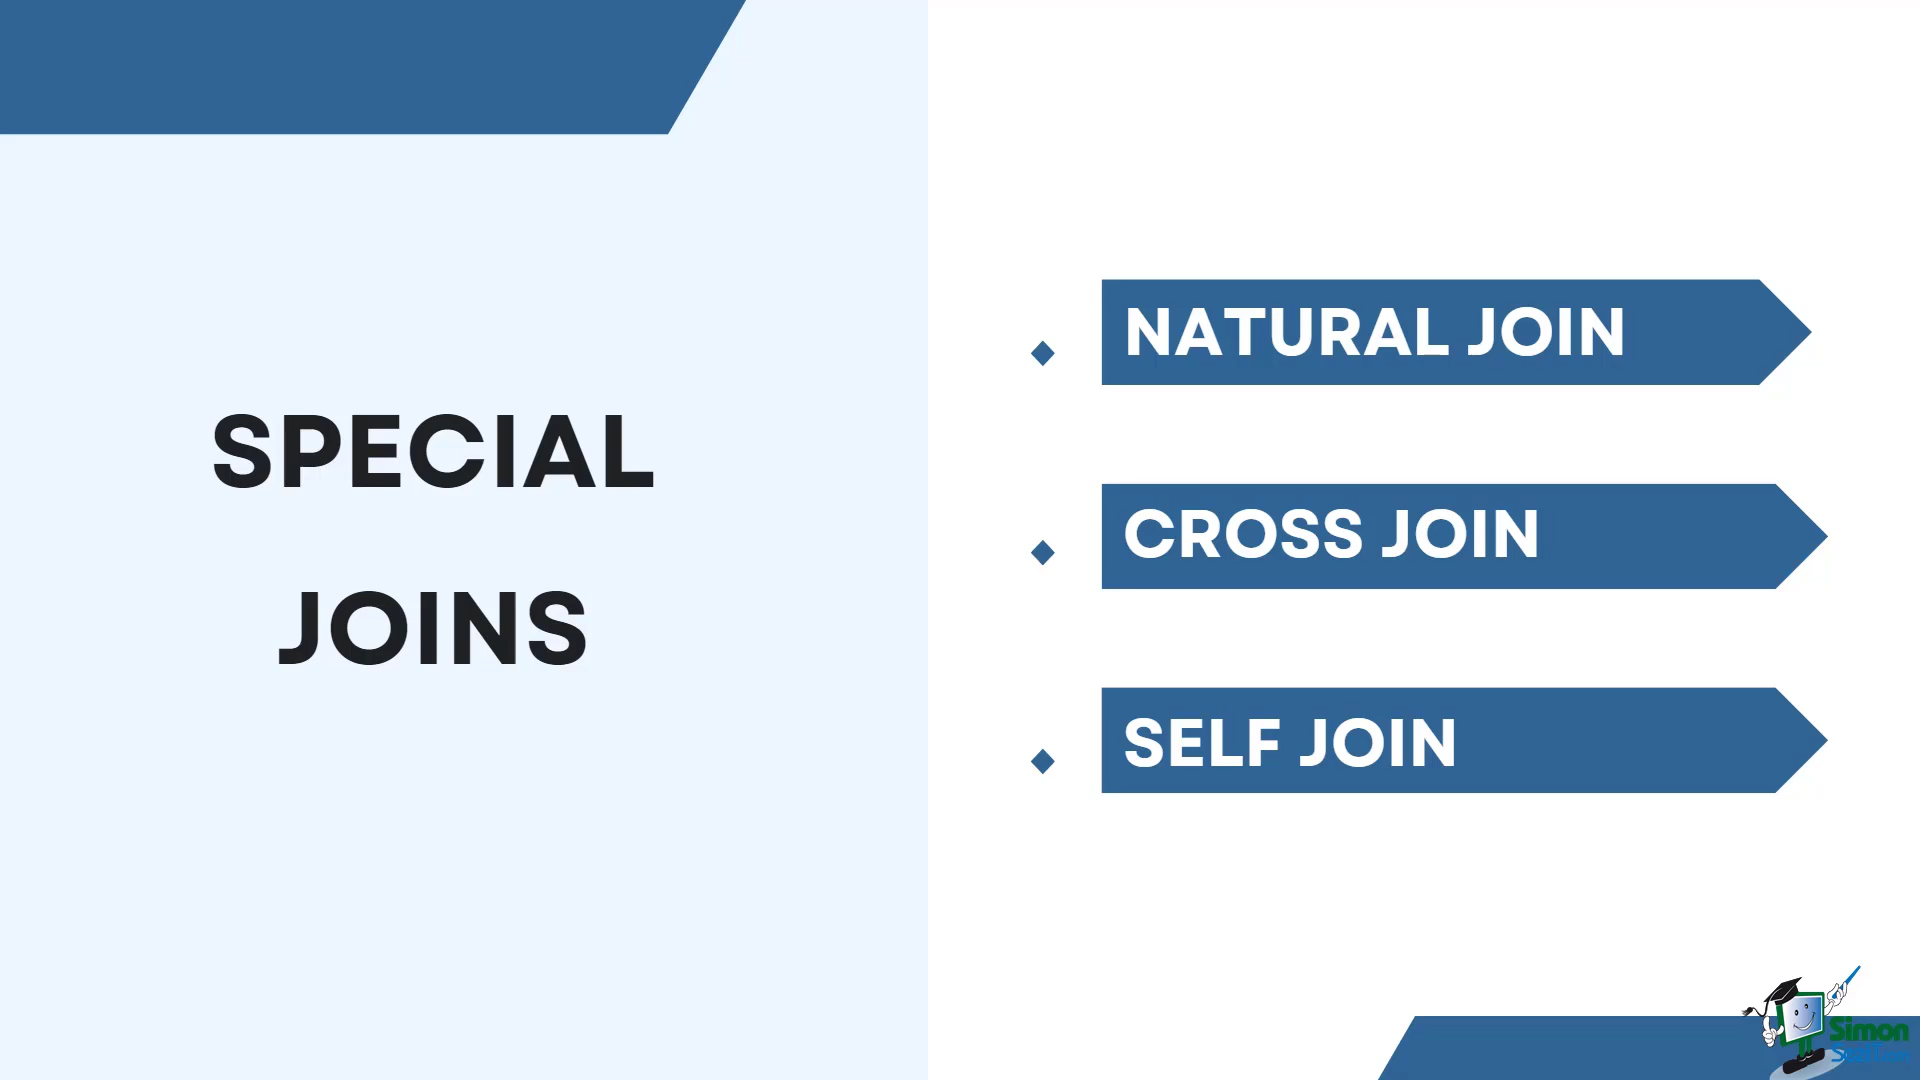 SPECIAL
JOINS
NATURAL JOIN
CROSS JOIN
SELF JOIN
Simon